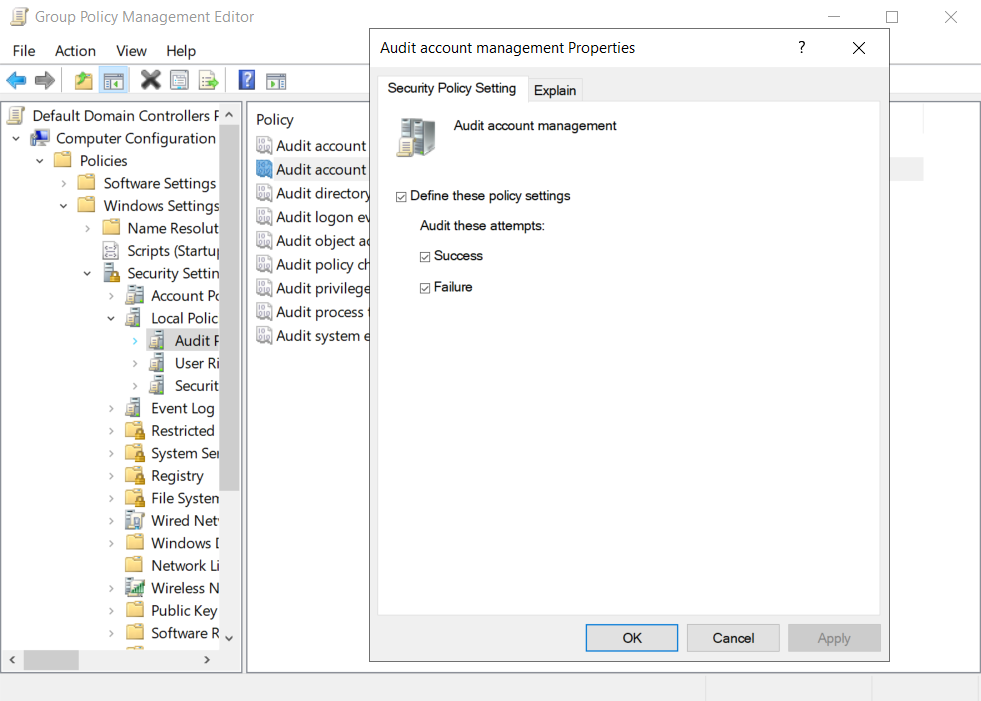 Group Policy Management Editor
File Action View Help
Default Domain Controllers P
Computer Configuration
Policies
Software Settings
Windows Settings
Name Resolut
Scripts (Startu
Security Settin
Account Po
Local Polic
Audit P
User Ri
Securit
Event Log
Restricted
System Ser
Registry
File System
Wired Net
Windows D
Network Li
Wireless N
Public Key
Software R
Policy
Audit account
Audit account
Audit directory
Audit logon ev
Audit object ac
Audit policy ch
Audit privilege
Audit process t
Audit system e
Audit account management Properties
?
Security Policy Setting Explain
Audit account management
Define these policy settings
Audit these attempts:
Success
Failure
OK Cancel Apply